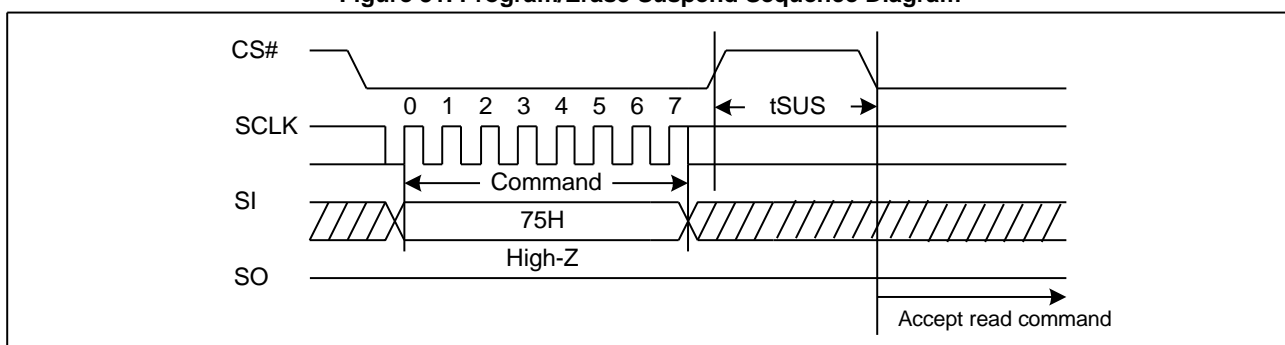 Figure 31. Program/Erase Suspend Sequence Diagram
CS#
0 1 2 3 4 5 6 7
tSUS
SCLK
Command
SI
75H
High-Z
SO
Accept read command